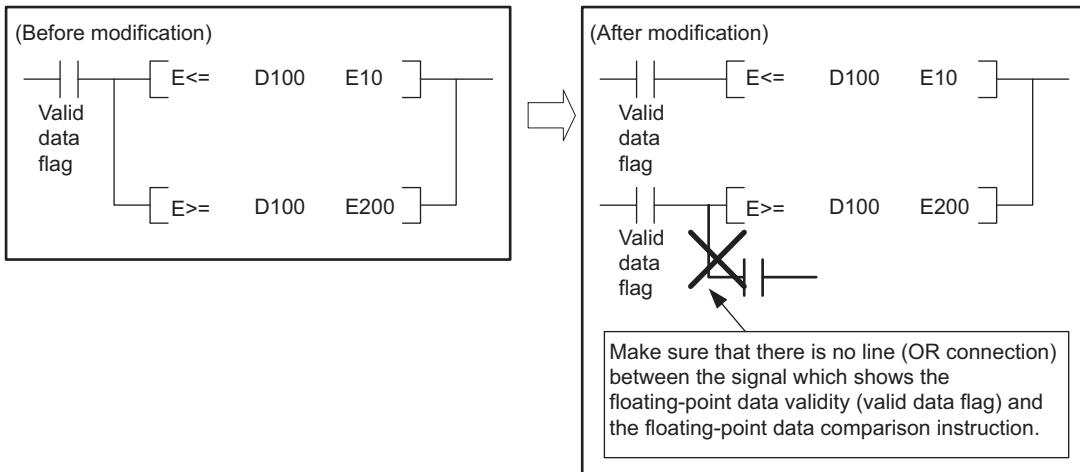 (Before modification)
E<= D100 E10
Valid
data
flag
E>= D100 E200
(After modification)
E<= D100 E10
Valid
data
flag
E>= D100 E200
Valid
data
flag
Make sure that there is no line (OR connection)
between the signal which shows the
floating-point data validity (valid data flag) and
the floating-point data comparison instruction.